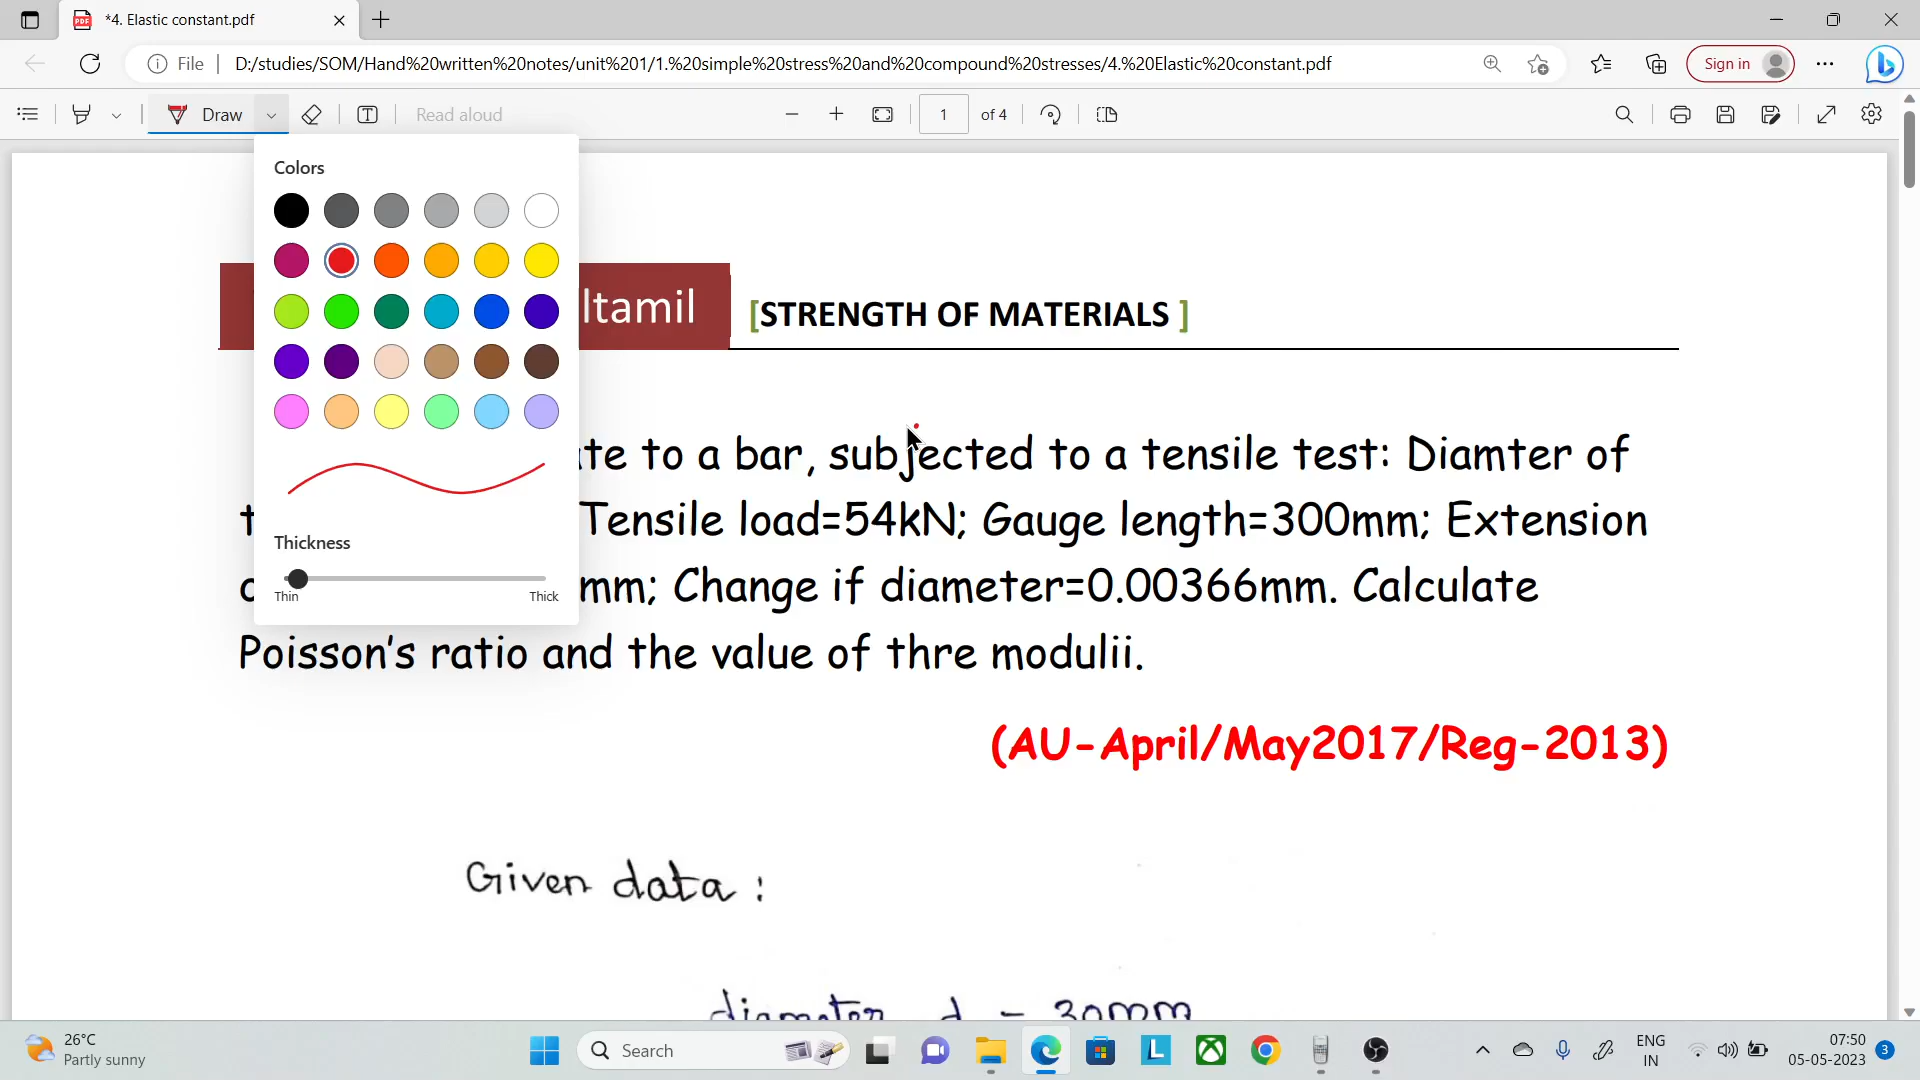 *4. Elastic constant.pdf
File
D:/studies/SOM/Hand%20written%20notes/unit%201/1.%20simple%20stress%20and%20compound%20stresses/4.%20Elastic%20constant.pdf
Sign in
Draw
Read aloud
1
of 4
Colors
Thickness
Thin
Thick
ltamil
[STRENGTH OF MATERIALS ]
te to a bar, subjected to a tensile test: Diamter of
Tensile load=54kN; Gauge length=300mm; Extension
mm; Change if diameter=0.00366mm. Calculate
Poisson's ratio and the value of thre modulii.
(AU-April/May2017/Reg-2013)
Given data :
diameter d = 30mm
26°C
Partly sunny
Search
ENG
IN
07:50
05-05-2023
3